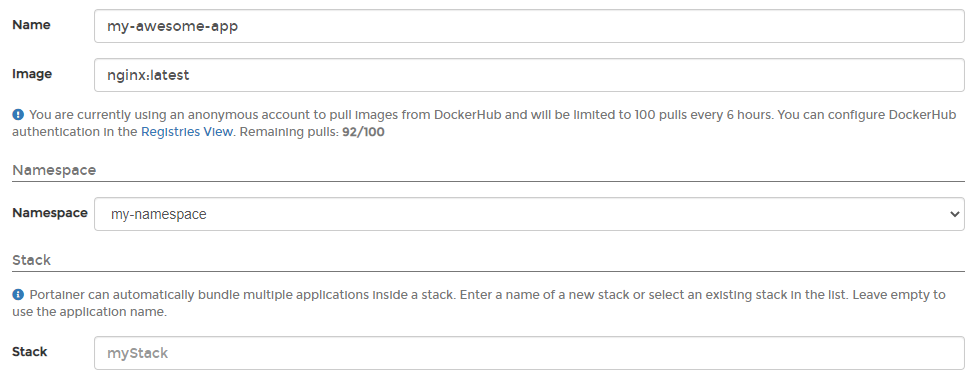 Name my-awesome-app
Image nginx:latest
You are currently using an anonymous account to pull images from DockerHub and will be limited to 100 pulls every 6 hours. You can configure DockerHub
authentication in the Registries View. Remaining pulls: 92/100
Namespace
Namespace my-namespace
Stack
Portainer can automatically bundle multiple applications inside a stack. Enter a name of a new stack or select an existing stack in the list. Leave empty to
use the application name.
Stack myStack